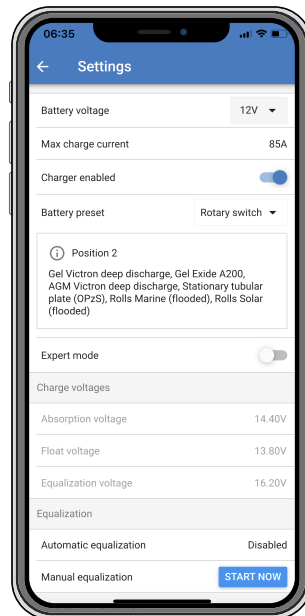 06:35
Settings
Battery voltage 12V
Max charge current 85A
Charger enabled
Battery preset Rotary switch
Position 2
Gel Victron deep discharge, Gel Exide A200,
AGM Victron deep discharge, Stationary tubular
plate (OPzS), Rolls Marine (flooded), Rolls Solar
(flooded)
Expert mode
Charge voltages
Absorption voltage 14.40V
Float voltage 13.80V
Equalization voltage 16.20V
Equalization
Automatic equalization Disabled
Manual equalization START NOW